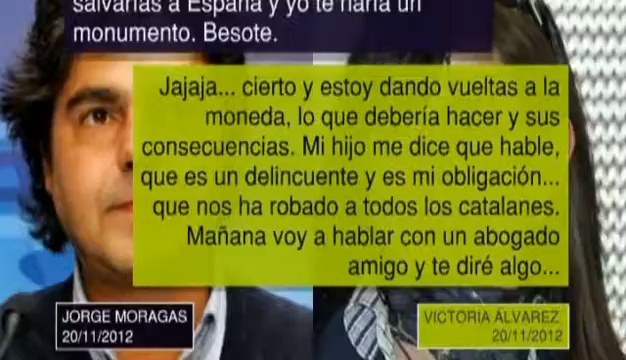 salvarías a España y yo te haría un
monumento. Besote.
Jajaja... cierto y estoy dando vueltas a la
moneda, lo que debería hacer y sus
consecuencias. Mi hijo me dice que hable,
que es un delincuente y es mi obligación...
que nos ha robado a todos los catalanes.
Mañana voy a hablar con un abogado
amigo y te diré algo...
JORGE MORAGAS
20/11/2012
VICTORIA ÁLVAREZ
20/11/2012